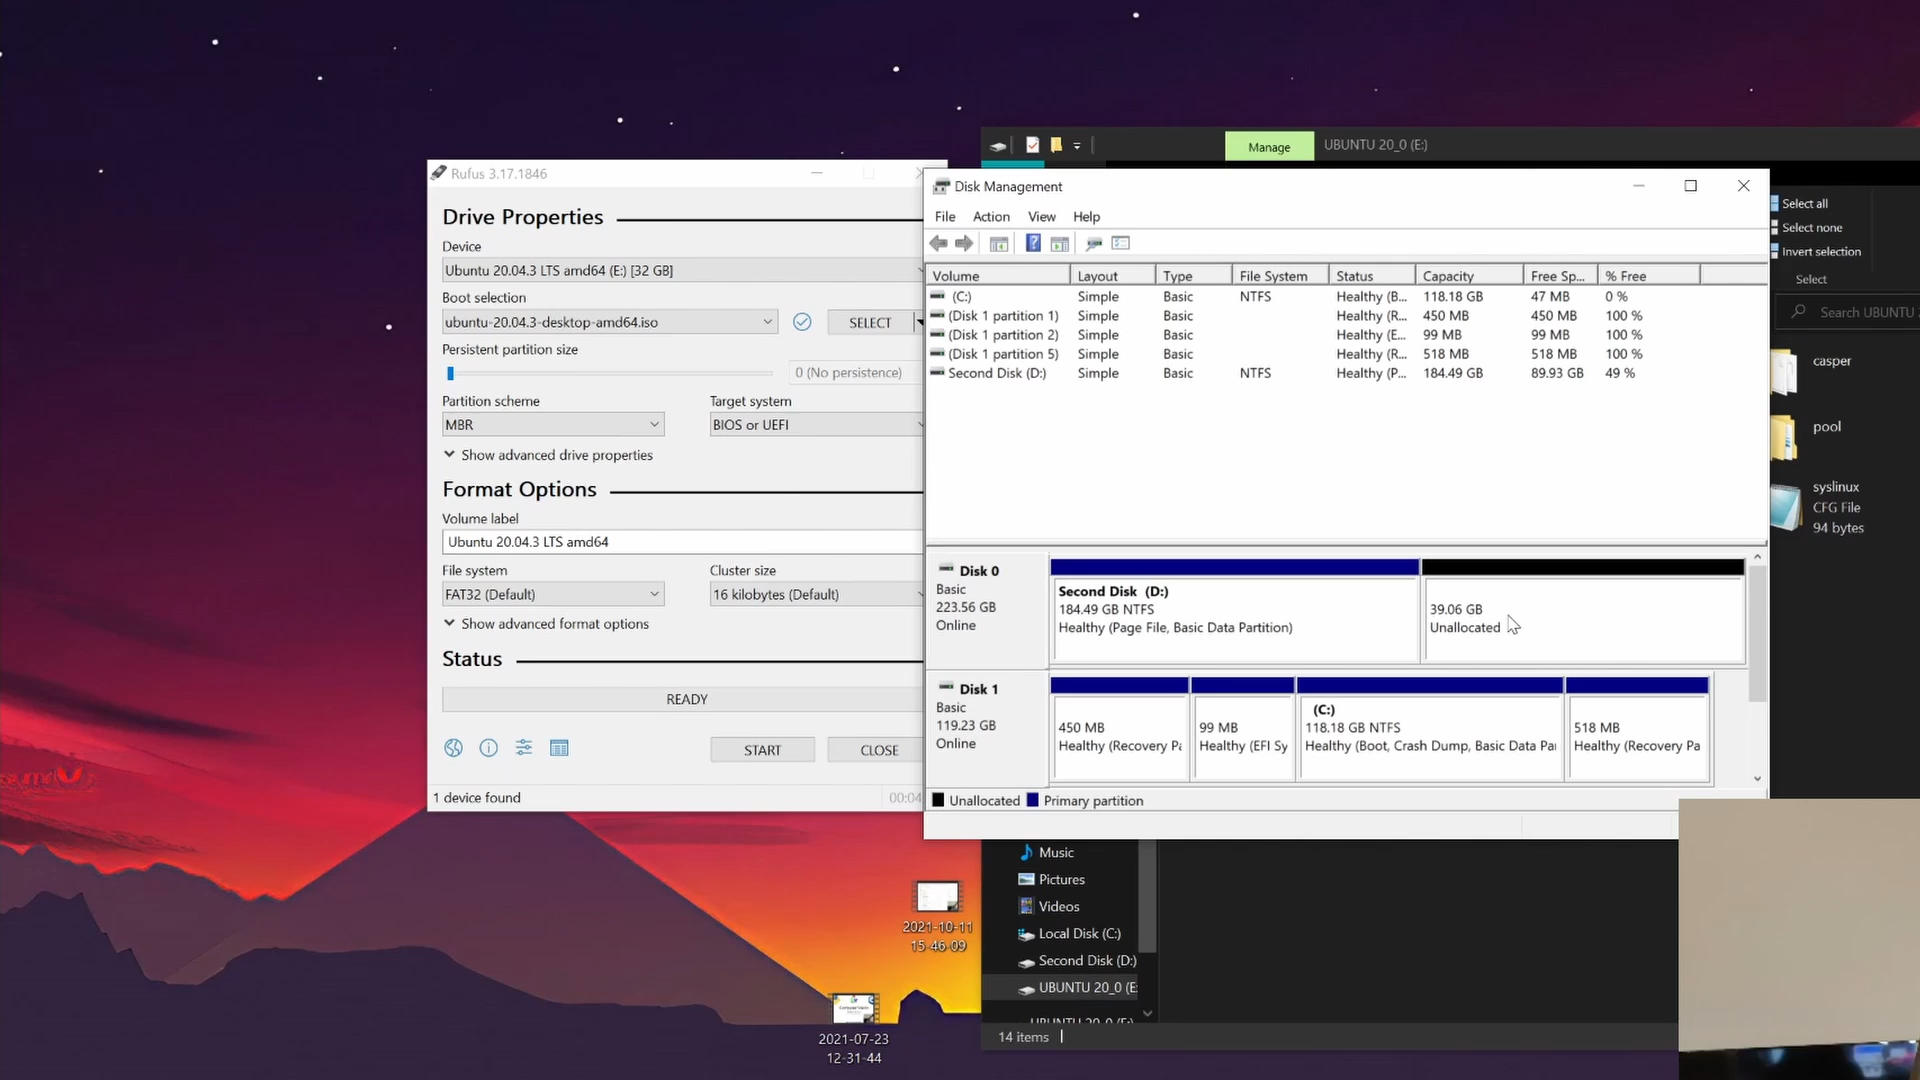 Manage
UBUNTU 20_0 (E:)
Rufus 3.17.1846
Drive Properties
Device
Ubuntu 20.04.3 LTS amd64 (E:) [32 GB]
Boot selection
ubuntu-20.04.3-desktop-amd64.iso
SELECT
Persistent partition size
0 (No persistence)
Partition scheme
Target system
MBR
BIOS or UEFI
Show advanced drive properties
Format Options
Volume label
Ubuntu 20.04.3 LTS amd64
File system
Cluster size
FAT32 (Default)
16 kilobytes (Default)
Show advanced format options
Status
READY
START
CLOSE
1 device found
00:04
Disk Management
File Action View Help
Volume Layout Type File System Status Capacity Free Sp... % Free
(C:) Simple Basic NTFS Healthy (B... 118.18 GB 47 MB 0 %
(Disk 1 partition 1) Simple Basic Healthy (R... 450 MB 450 MB 100 %
(Disk 1 partition 2) Simple Basic Healthy (E... 99 MB 99 MB 100 %
(Disk 1 partition 5) Simple Basic Healthy (R... 518 MB 518 MB 100 %
Second Disk (D:) Simple Basic NTFS Healthy (P... 184.49 GB 89.93 GB 49 %
Disk 0
Basic
223.56 GB
Online
Second Disk (D:)
184.49 GB NTFS
Healthy (Page File, Basic Data Partition)
39.06 GB
Unallocated
Disk 1
Basic
119.23 GB
Online
450 MB
Healthy (Recovery Pa
99 MB
Healthy (EFI Sy
(C:)
118.18 GB NTFS
Healthy (Boot, Crash Dump, Basic Data Pa
518 MB
Healthy (Recovery Pa
Unallocated Primary partition
Select all
Select none
Invert selection
Select
Search UBUNTU
casper
pool
syslinux
CFG File
94 bytes
Music
Pictures
Videos
Local Disk (C:)
Second Disk (D:)
UBUNTU 20_0 (E:
UBUNTU 20_0 (E:)
14 items
2021-10-11
15-46-09
2021-07-23
12-31-44